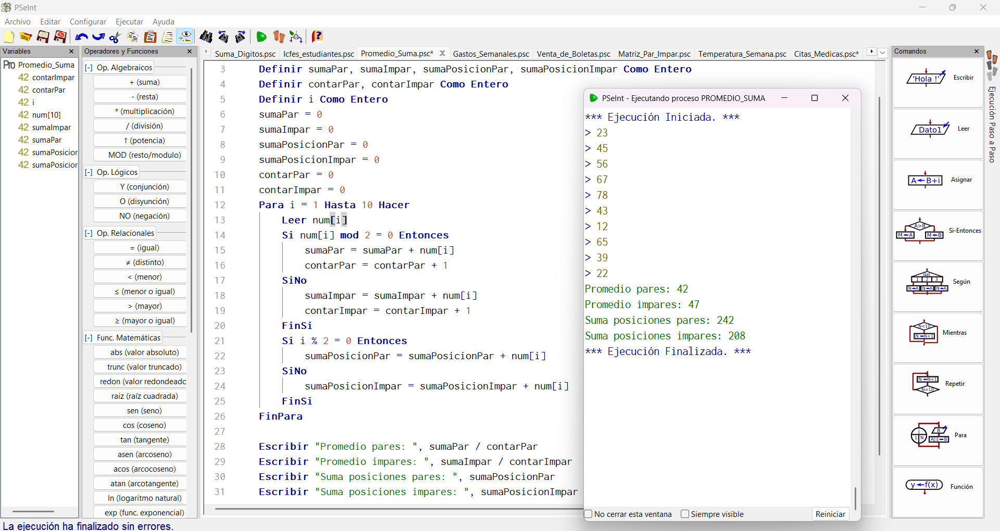 PSeInt
Archivo Editar Configurar Ejecutar Ayuda
Variables
Pro Promedio_Suma
42 contarImpar
42 contarPar
42 i
42 num[10]
42 sumaImpar
42 sumaPar
42 sumaPosicior
42 sumaPosicior
Operadores y Funciones
[-] Op. Algebraicos
+ (suma)
- (resta)
* (multiplicación)
/ (división)
↑ (potencia)
MOD (resto/modulo)
[-] Op. Lógicos
Y (conjunción)
O (disyunción)
NO (negación)
[-] Op. Relacionales
= (igual)
≠ (distinto)
< (menor)
≤ (menor o igual)
> (mayor)
≥ (mayor o igual)
[-] Func. Matemáticas
abs (valor absoluto)
trunc (valor truncado)
redon (valor redondeado
raiz (raíz cuadrada)
sen (seno)
cos (coseno)
tan (tangente)
asen (arcoseno)
acos (arcocoseno)
atan (arcotangente)
ln (logaritmo natural)
exp (func. exponencial)
Suma_Digitos.psc Icfes_estudiantes.psc Promedio_Suma.psc* Gastos_Semanales.psc Venta_de_Boletas.psc Matriz_Par_Impar.psc Temperatura_Semana.psc Citas_Medicas.psc*
3 Definir sumaPar, sumaImpar, sumaPosicionPar, sumaPosicionImpar Como Entero
4 Definir contarPar, contarImpar Como Entero
5 Definir i Como Entero
6 sumaPar = 0
7 sumaImpar = 0
8 sumaPosicionPar = 0
9 sumaPosicionImpar = 0
10 contarPar = 0
11 contarImpar = 0
12 Para i = 1 Hasta 10 Hacer
13 Leer num[i]
14 Si num[i] mod 2 = 0 Entonces
15 sumaPar = sumaPar + num[i]
16 contarPar = contarPar + 1
17 SiNo
18 sumaImpar = sumaImpar + num[i]
19 contarImpar = contarImpar + 1
20 FinSi
21 Si i % 2 = 0 Entonces
22 sumaPosicionPar = sumaPosicionPar + num[i]
23 SiNo
24 sumaPosicionImpar = sumaPosicionImpar + num[i]
25 FinSi
26 FinPara
27
28 Escribir "Promedio pares: ", sumaPar / contarPar
29 Escribir "Promedio impares: ", sumaImpar / contarImpar
30 Escribir "Suma posiciones pares: ", sumaPosicionPar
31 Escribir "Suma posiciones impares: ", sumaPosicionImpar
PSeInt - Ejecutando proceso PROMEDIO_SUMA
*** Ejecución Iniciada. ***
> 23
> 45
> 56
> 67
> 78
> 43
> 12
> 65
> 39
> 22
Promedio pares: 42
Promedio impares: 47
Suma posiciones pares: 242
Suma posiciones impares: 208
*** Ejecución Finalizada. ***
No cerrar esta ventana Siempre visible Reiniciar
Comandos
'Hola !' Escribir
Dato1 Leer
A←B+i Asignar
A>B M←A M←B Si-Entonces
dat 1 2 3 N←A N←A N←A Según
N<10 N←N+1 Mientras
N←N+1 N=10 Repetir
1 N B A[i]←B Para
y←f(x) Función
Ejecución Paso a Paso
La ejecución ha finalizado sin errores.